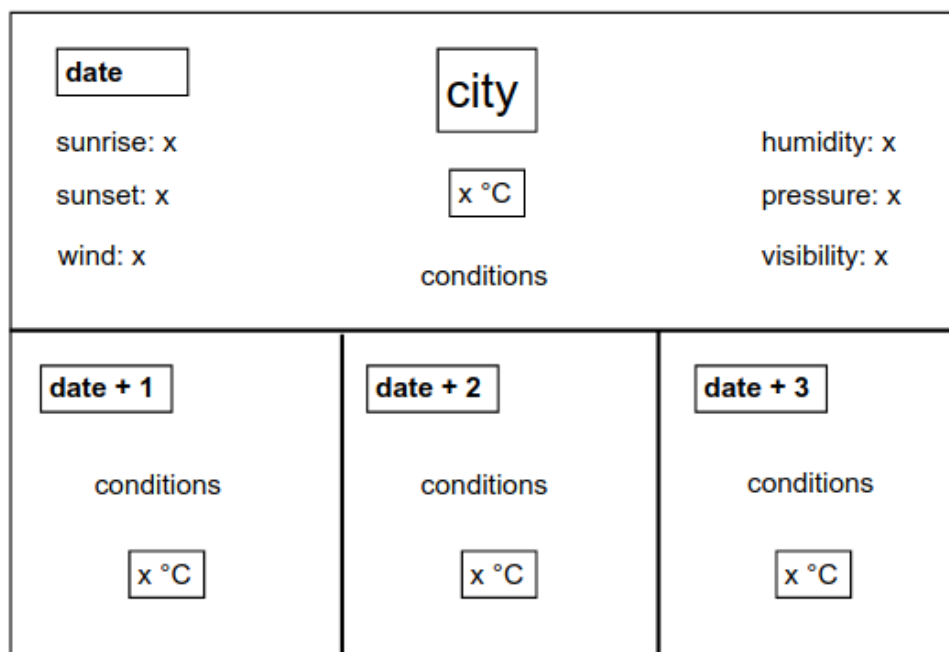 date
city
sunrise: x
humidity: x
sunset: x
x °C
pressure: x
wind: x
visibility: x
conditions
date + 1
date + 2
date + 3
conditions
conditions
conditions
x °C
x °C
x °C